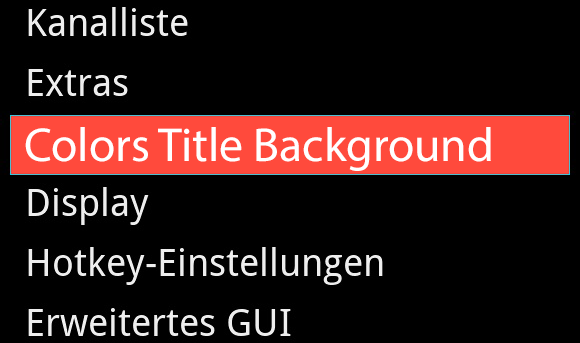 Kanalliste
Extras
Colors Title Background
Display
Hotkey-Einstellungen
Erweitertes GUI